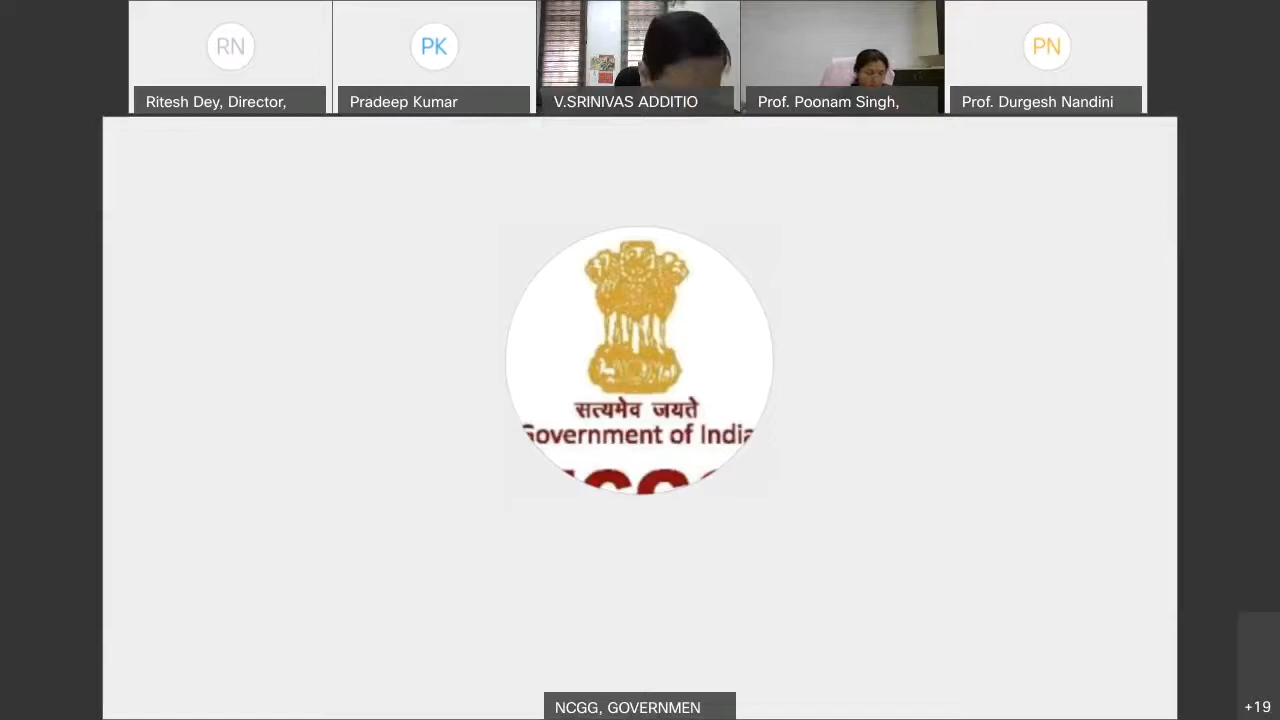 RN
PK
PN
Ritesh Dey, Director,
Pradeep Kumar
V.SRINIVAS ADDITIO
Prof. Poonam Singh,
Prof. Durgesh Nandini
सत्यमेव जयते
Government of India
NCGG, GOVERNMEN
+19